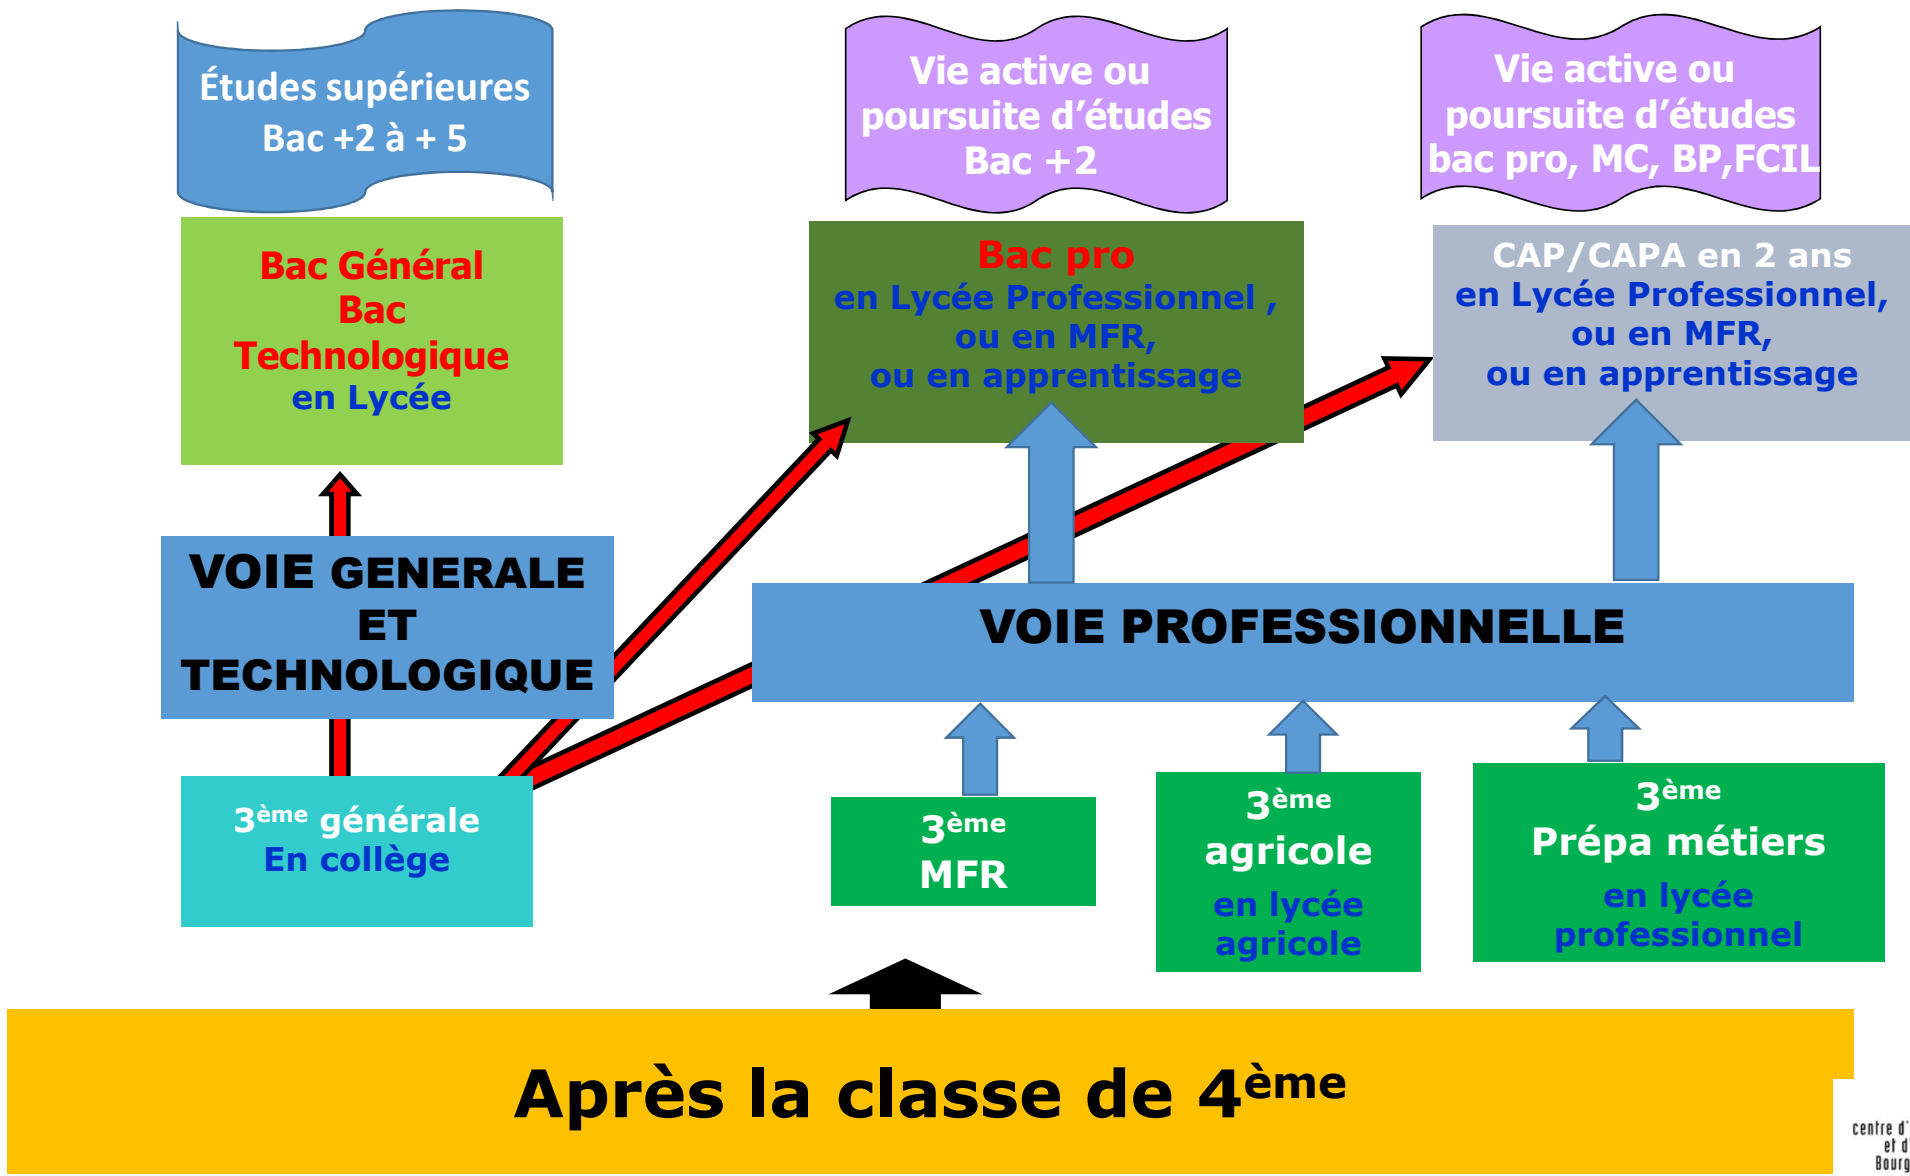 Études supérieures
Bac +2 à + 5
Vie active ou
poursuite d’études
Bac +2
Vie active ou
poursuite d’études
bac pro, MC, BP,FCIL
Bac Général
Bac
Technologique
en Lycée
Bac pro
en Lycée Professionnel ,
ou en MFR,
ou en apprentissage
CAP/CAPA en 2 ans
en Lycée Professionnel,
ou en MFR,
ou en apprentissage
VOIE GENERALE
ET
TECHNOLOGIQUE
VOIE PROFESSIONNELLE
3ème générale
En collège
3ème
MFR
3ème
agricole
en lycée
agricole
3ème
Prépa métiers
en lycée
professionnel
Après la classe de 4ème
centre d'
et d'
Bourg